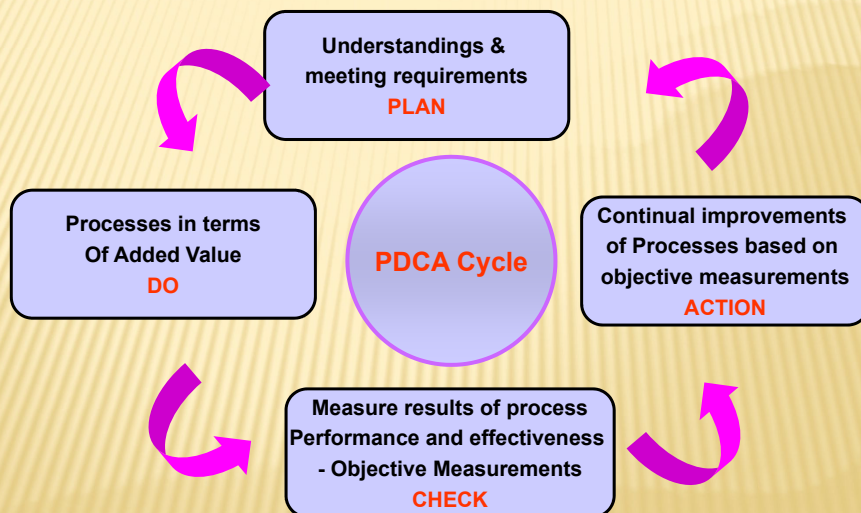 Understandings &
meeting requirements
PLAN
Processes in terms
Of Added Value
DO
PDCA Cycle
Continual improvements
of Processes based on
objective measurements
ACTION
Measure results of process
Performance and effectiveness
- Objective Measurements
CHECK